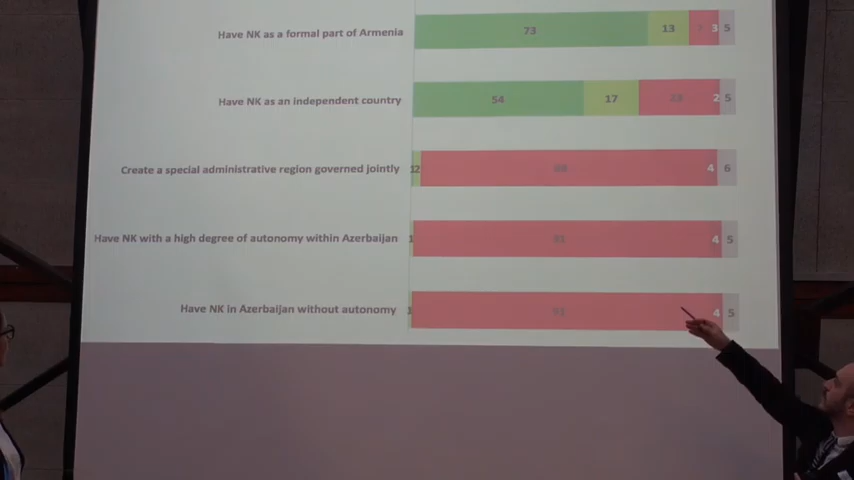 Have NK as a formal part of Armenia 73 13 3 5
Have NK as an independent country 54 17 2 5
Create a special administrative region governed jointly 12 4 6
Have NK with a high degree of autonomy within Azerbaijan 1 4 5
Have NK in Azerbaijan without autonomy 4 5